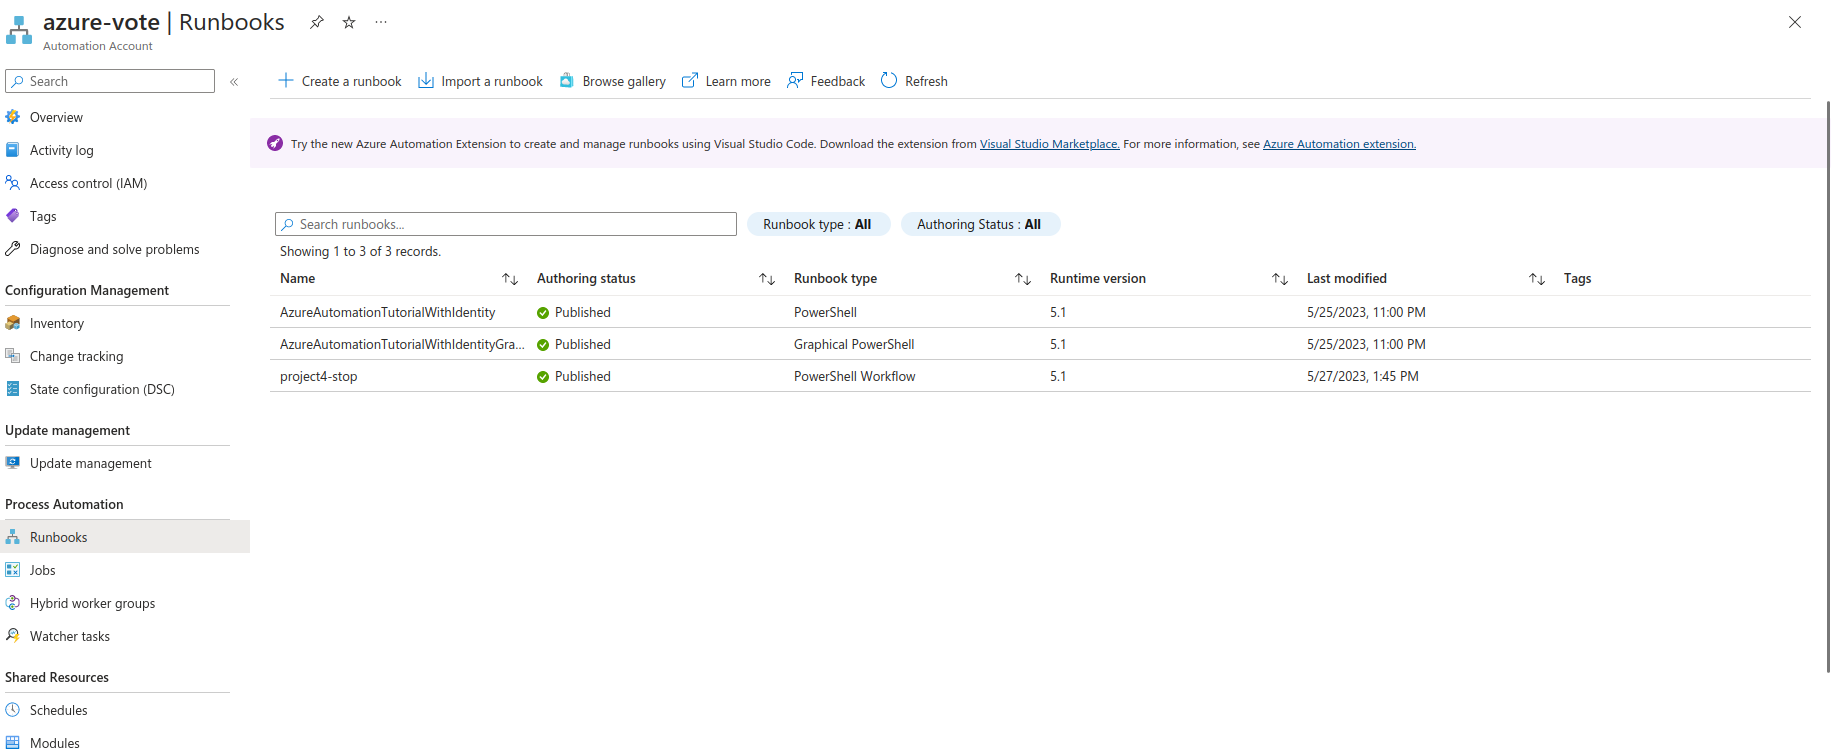 azure-vote | Runbooks
Automation Account
Search
Overview
Activity log
Access control (IAM)
Tags
Diagnose and solve problems
Configuration Management
Inventory
Change tracking
State configuration (DSC)
Update management
Update management
Process Automation
Runbooks
Jobs
Hybrid worker groups
Watcher tasks
Shared Resources
Schedules
Modules
Create a runbook Import a runbook Browse gallery Learn more Feedback Refresh
Try the new Azure Automation Extension to create and manage runbooks using Visual Studio Code. Download the extension from Visual Studio Marketplace. For more information, see Azure Automation extension.
Search runbooks... Runbook type : All Authoring Status : All
Showing 1 to 3 of 3 records.
Name Authoring status Runbook type Runtime version Last modified Tags
AzureAutomationTutorialWithIdentity Published PowerShell 5.1 5/25/2023, 11:00 PM
AzureAutomationTutorialWithIdentityGra... Published Graphical PowerShell 5.1 5/25/2023, 11:00 PM
project4-stop Published PowerShell Workflow 5.1 5/27/2023, 1:45 PM